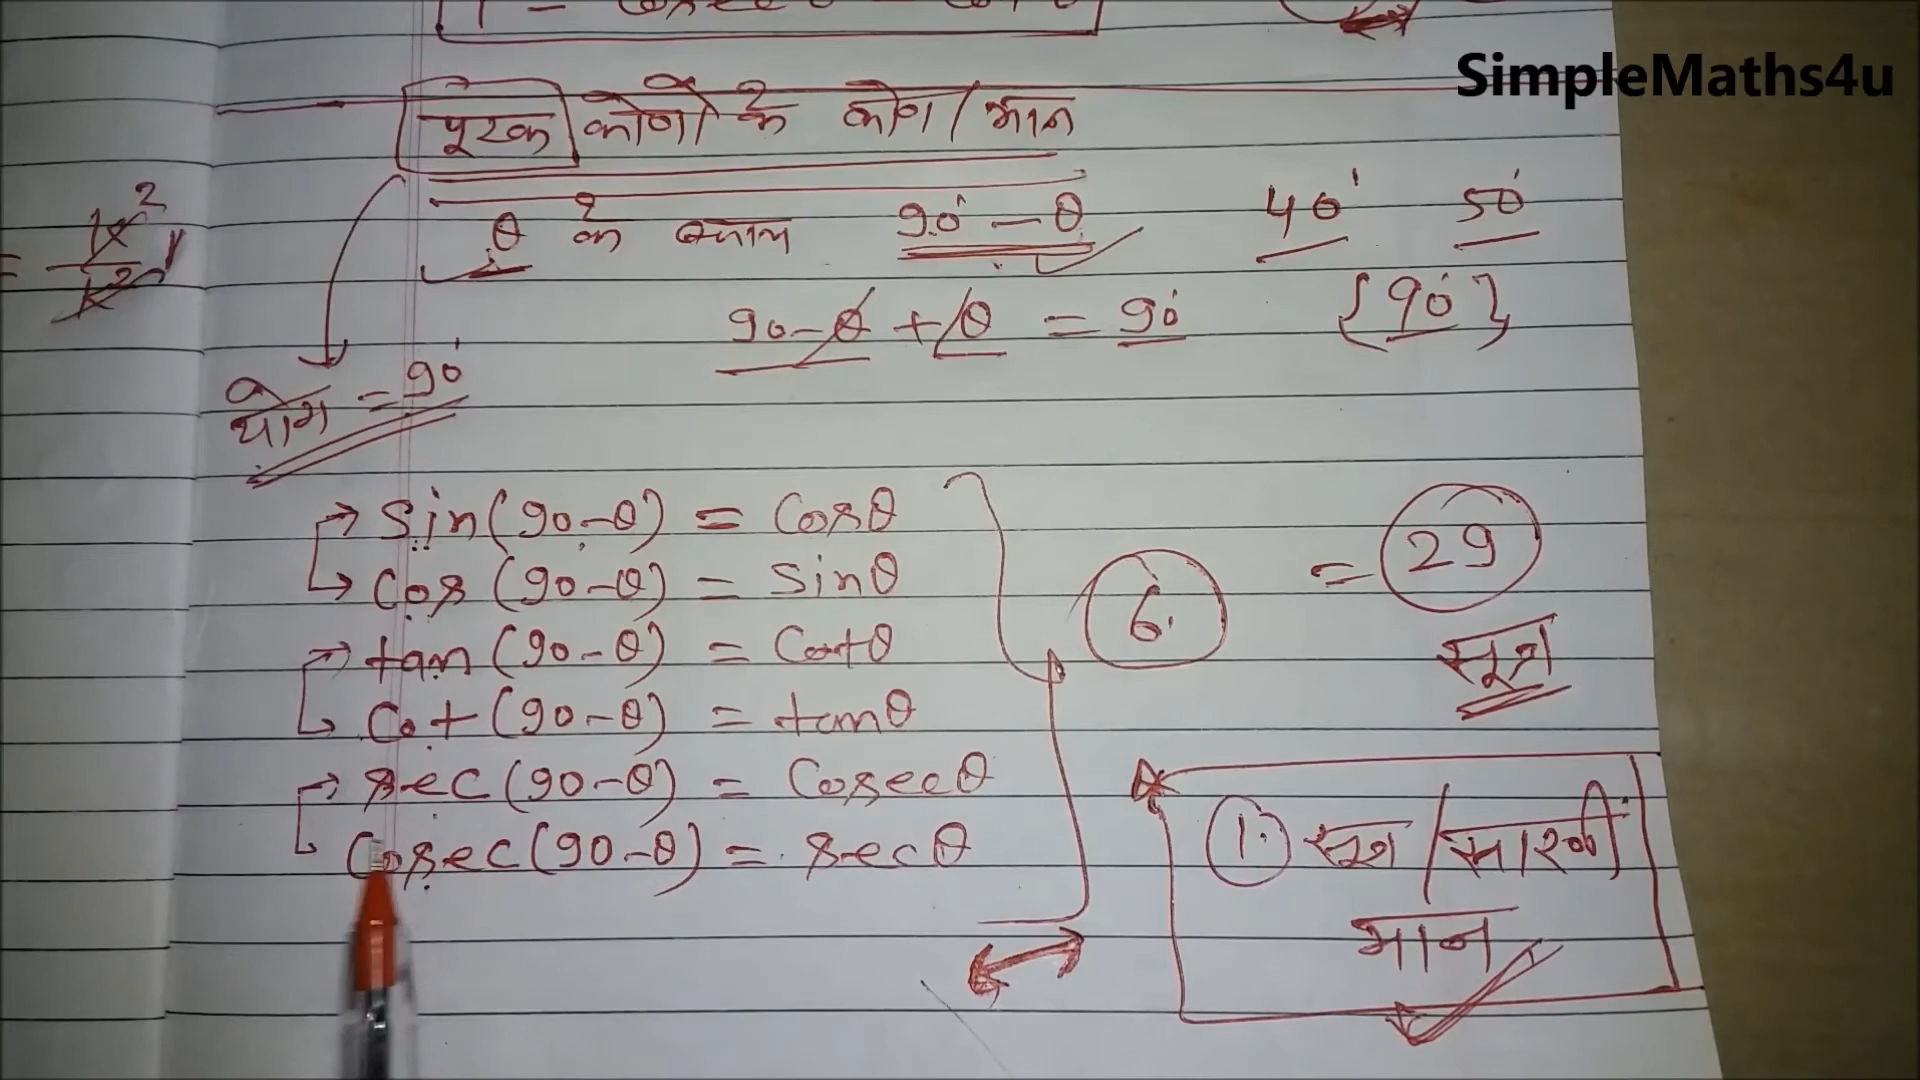 SimpleMaths4u
पूरक कोणों के कोण / मान
θ के स्थान 90° - θ 40° 50°
90 - θ + θ = 90° {90°}
योग = 90°
sin(90-θ) = Cosθ
Cos(90-θ) = sinθ
6 = 29
tan(90-θ) = Cotθ
सूत्र
Cot(90-θ) = tanθ
sec(90-θ) = Cosecθ
Cosec(90-θ) = secθ
1. सूत्र / सारणी
मान